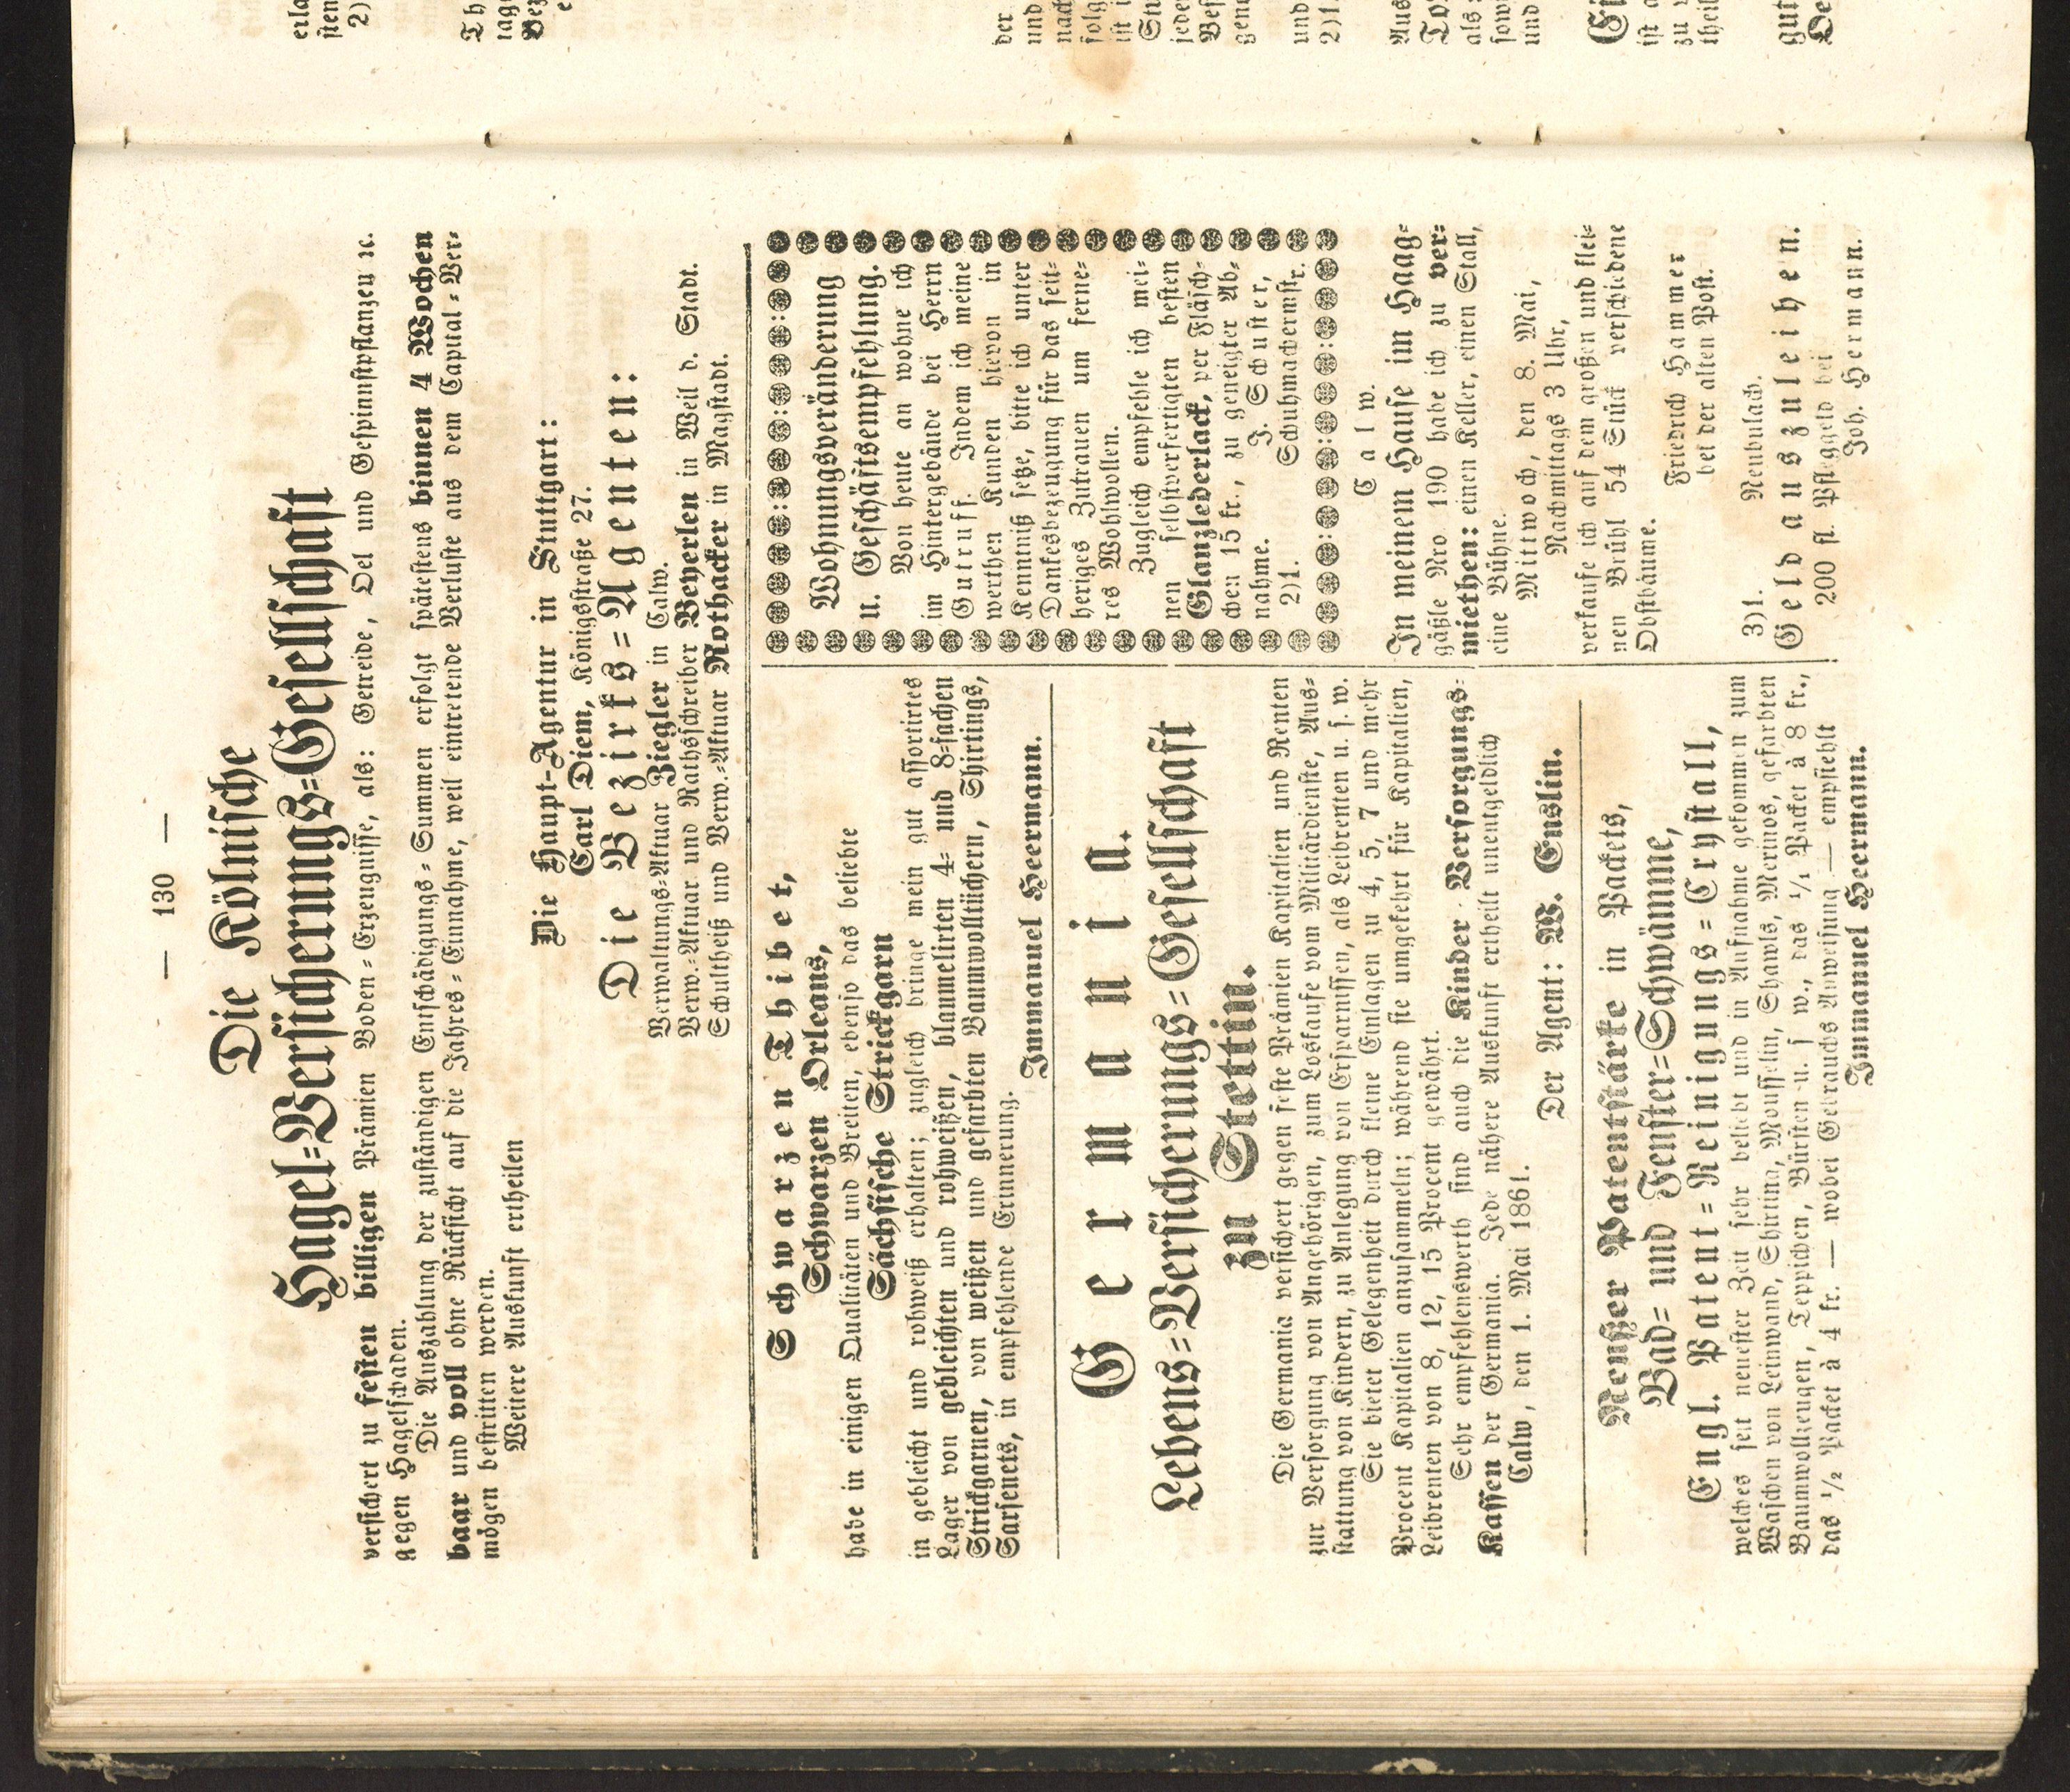 — 130 —
Die Kölnische
Hagel=Versicherungs=Gesellschaft
versichert zu festen billigen Prämien Boden=Erzeugnisse, als: Getreide, Oel und Gespinnstpflanzen ꝛc.
gegen Hagelschaden.
Die Auszahlung der zuständigen Entschädigungs=Summen erfolgt spätestens binnen 4 Wochen
baar und voll ohne Rücksicht auf die Jahres=Einnahme, weil eintretende Verluste aus dem Capital=Ver=
mögen bestritten werden.
Weitere Auskunft ertheilen
Die Haupt-Agentur in Stuttgart:
Carl Diem, Königsstraße 27.
Die Bezirks=Agenten:
Verwaltungs=Aktuar Ziegler in Calw.
Verw.=Aktuar und Rathsschreiber Beyerlen in Weil d. Stadt.
Schultheiß und Verw.=Aktuar Rothacker in Magstadt.
Schwarzen Thibet,
Schwarzen Orleans,
habe in einigen Qualitäten und Breiten, ebenso das beliebte
Sächsische Strickgarn
in gebleicht und rohweiß erhalten; zugleich bringe mein gut assortirtes
Lager von gebleichten und rohweißen, blaumelirten 4= und 8=fachen
Strickgarnen, von weißen und gefärbten Baumwolltüchern, Shirtings,
Sarsenets, in empfehlende Erinnerung.
Immanuel Heermann.
Germania.
Lebens=Versicherungs=Gesellschaft
zu Stettin.
Die Germania versichert gegen feste Prämien Kapitalien und Renten
zur Versorgung von Angehörigen, zum Loskaufe vom Militärdienste, Aus=
stattung von Kindern, zu Anlegung von Ersparnissen, als Leibrenten u. s. w.
Sie bietet Gelegenheit durch kleine Einlagen zu 4, 5, 7 und mehr
Procent Kapitalien anzusammeln; während sie umgekehrt für Kapitalien,
Leibrenten von 8, 12, 15 Procent gewährt.
Sehr empfehlenswerth sind auch die Kinder=Versorgungs=
Kassen der Germania. Jede nähere Auskunft ertheilt unentgeldlich
Calw, den 1. Mai 1861.
Der Agent: W. Enslin.
Neußer Patentstärke in Packets,
Bad= und Fenster=Schwämme,
Engl. Patent=Reinigungs=Crystall,
welches seit neuester Zeit sehr beliebt und in Aufnahme gekommen zum
Waschen von Leinwand, Shirting, Mousselin, Shawls, Merinos, gefärbten
Baumwollzeugen, Teppichen, Bürsten u. s w., das 1/1 Packet à 8 kr.,
das 1/2 Packet à 4 kr. — wobei Gebrauchs Anweisung — empfiehlt
Immanuel Heermann.
Wohnungsveränderung
u. Geschäftsempfehlung.
Von heute an wohne ich
im Hintergebäude bei Herrn
Gutruff. Indem ich meine
werthen Kunden hievon in
Kenntniß setze, bitte ich unter
Dankesbezeugung für das seit=
herige Zutrauen um ferne=
res Wohlwollen.
Zugleich empfehle ich mei=
nen selbstverfertigten besten
Glanzlederlack, per Fläsch=
chen 15 kr., zu geneigter Ab=
nahme. J. Schuster,
2)1. Schuhmachermstr.
Calw.
In meinem Hause im Haag=
gäßle Nro 190 habe ich zu ver=
miethen: einen Keller, einen Stall,
eine Bühne.
Mittwoch, den 8. Mai,
Nachmittags 3 Uhr,
verkaufe ich auf dem großen und klei=
nen Brühl 54 Stück verschiedene
Obstbäume.
Friedrich Hammer
bei der alten Post.
3)1. Neubulach.
Geld auszuleihen.
200 fl. Pfleggeld bei
Joh. Hermann.